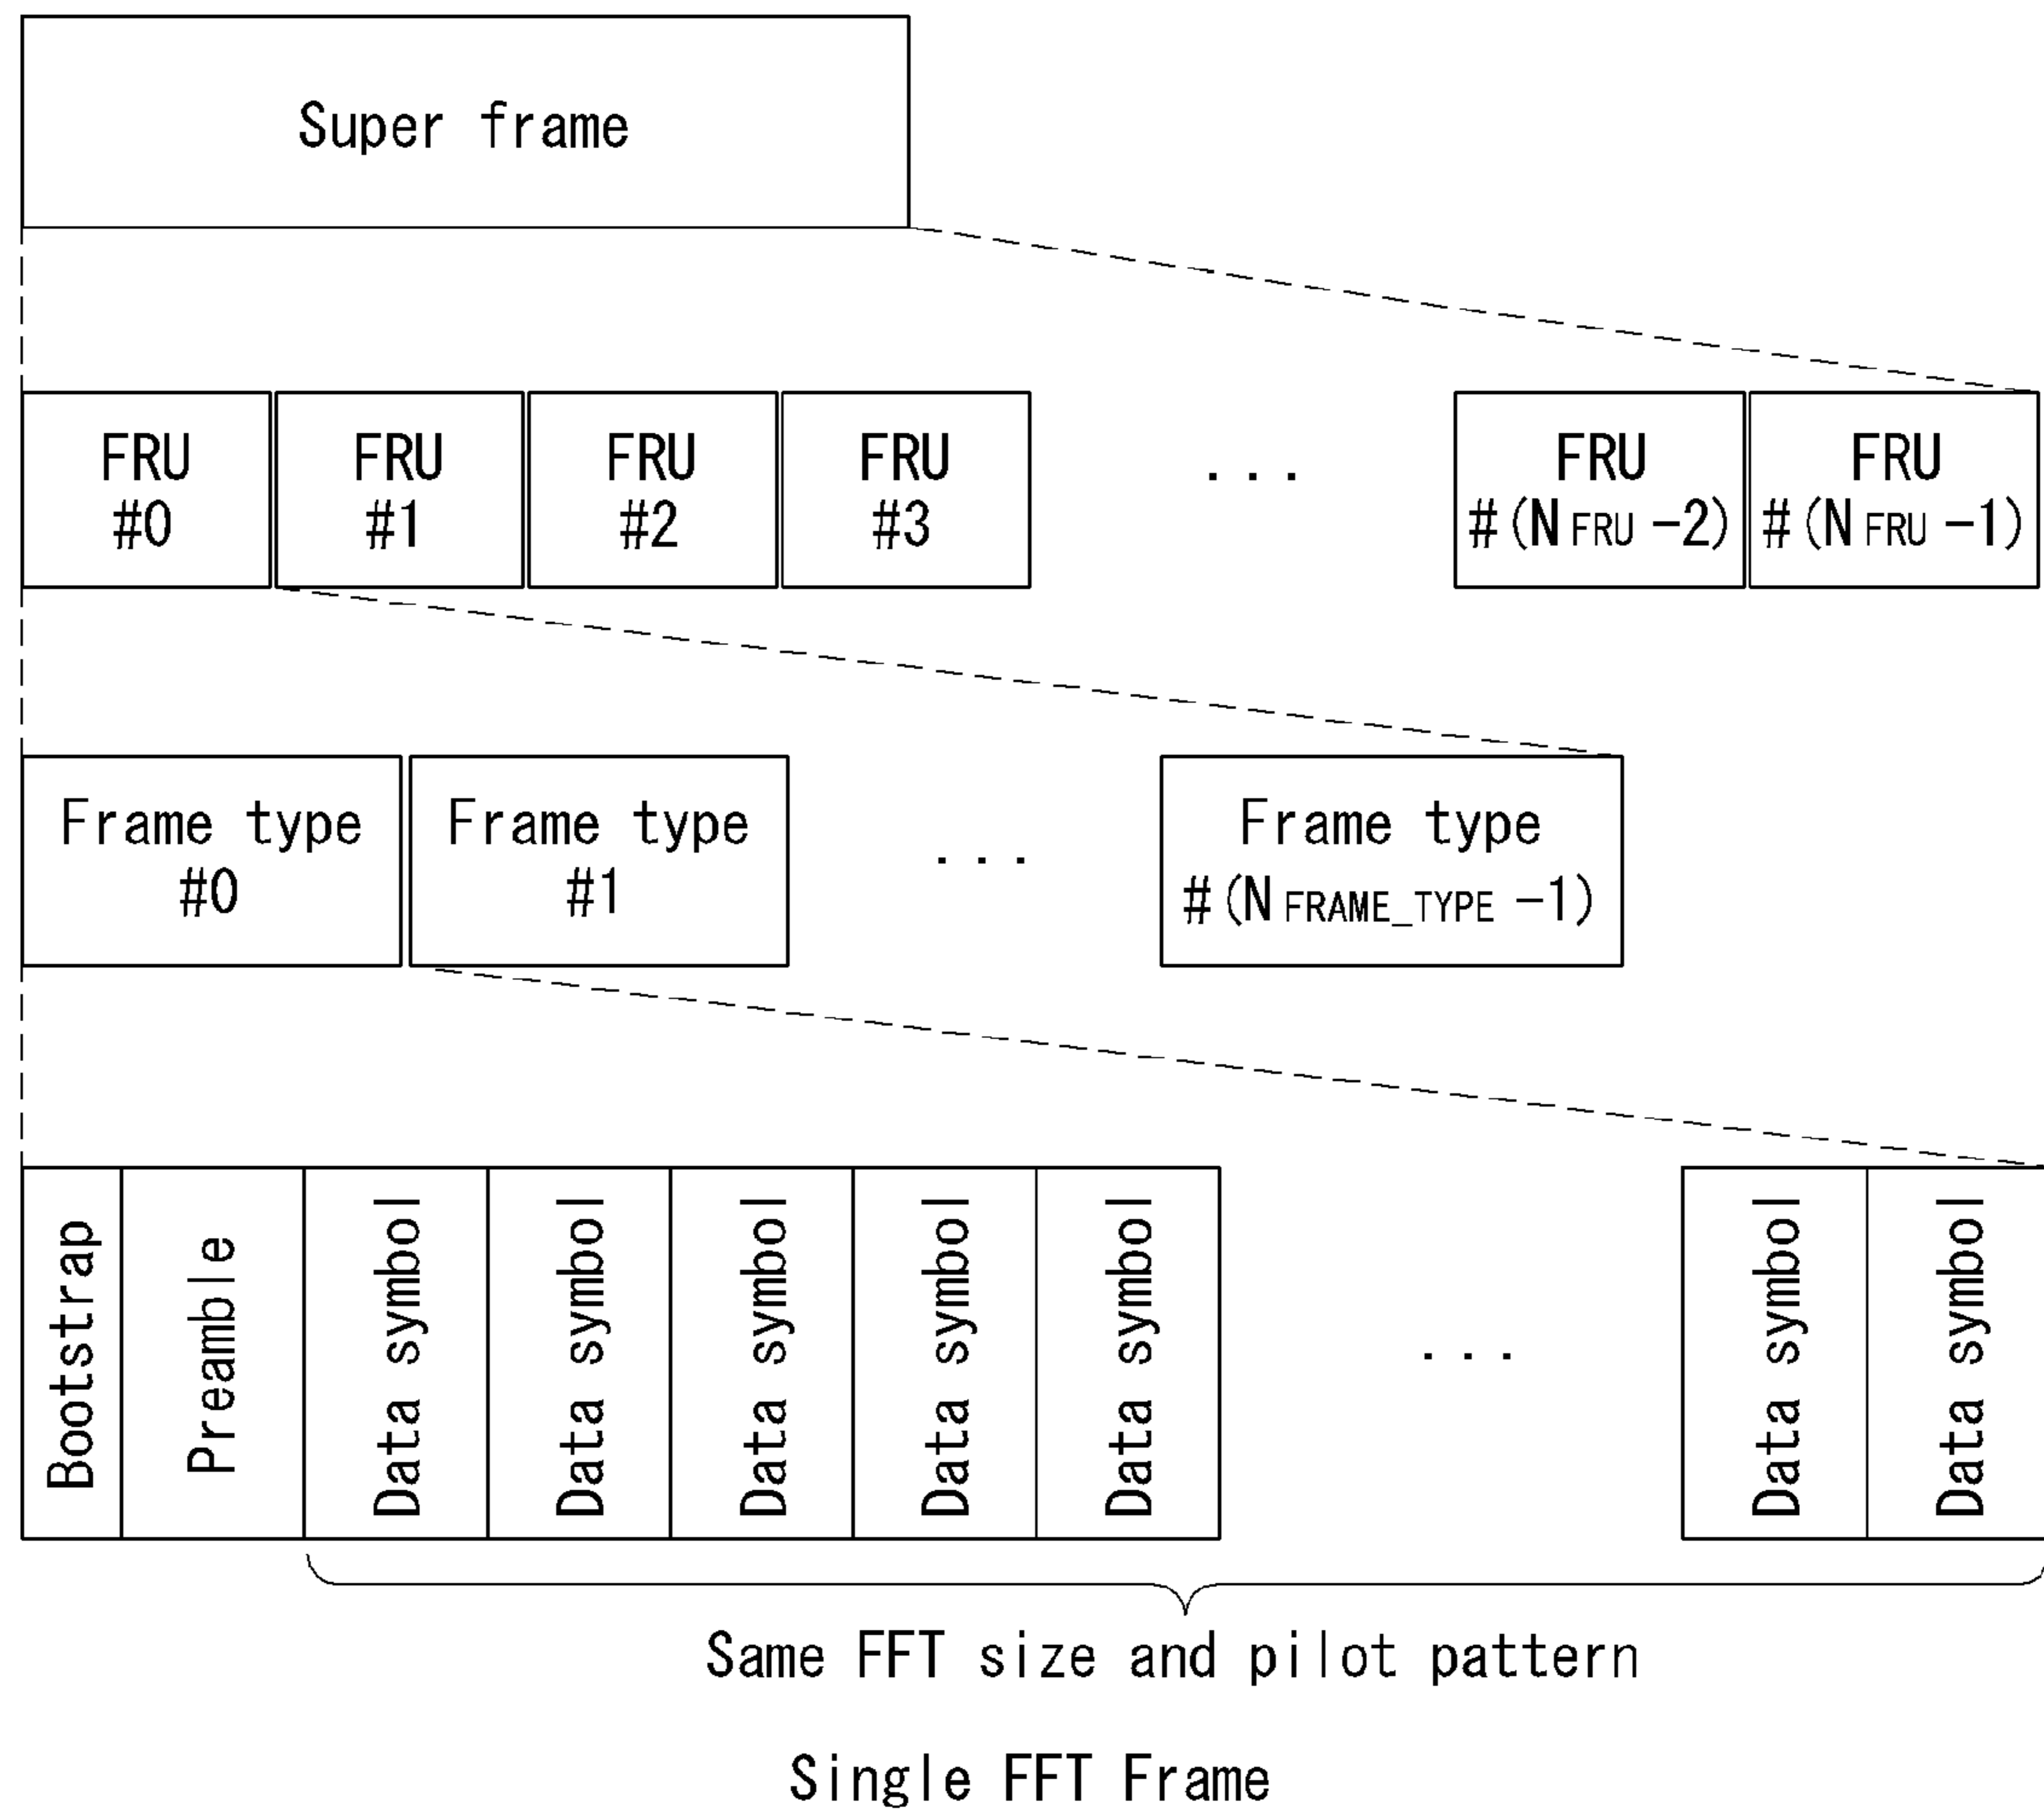 Super frame
FRU #0
FRU #1
FRU #2
FRU #3
...
FRU #(NFRU-2)
FRU #(NFRU-1)
Frame type #0
Frame type #1
...
Frame type #(NFRAME_TYPE-1)
Bootstrap
Preamble
Data symbol
Data symbol
Data symbol
Data symbol
Data symbol
...
Data symbol
Data symbol
Same FFT size and pilot pattern
Single FFT Frame